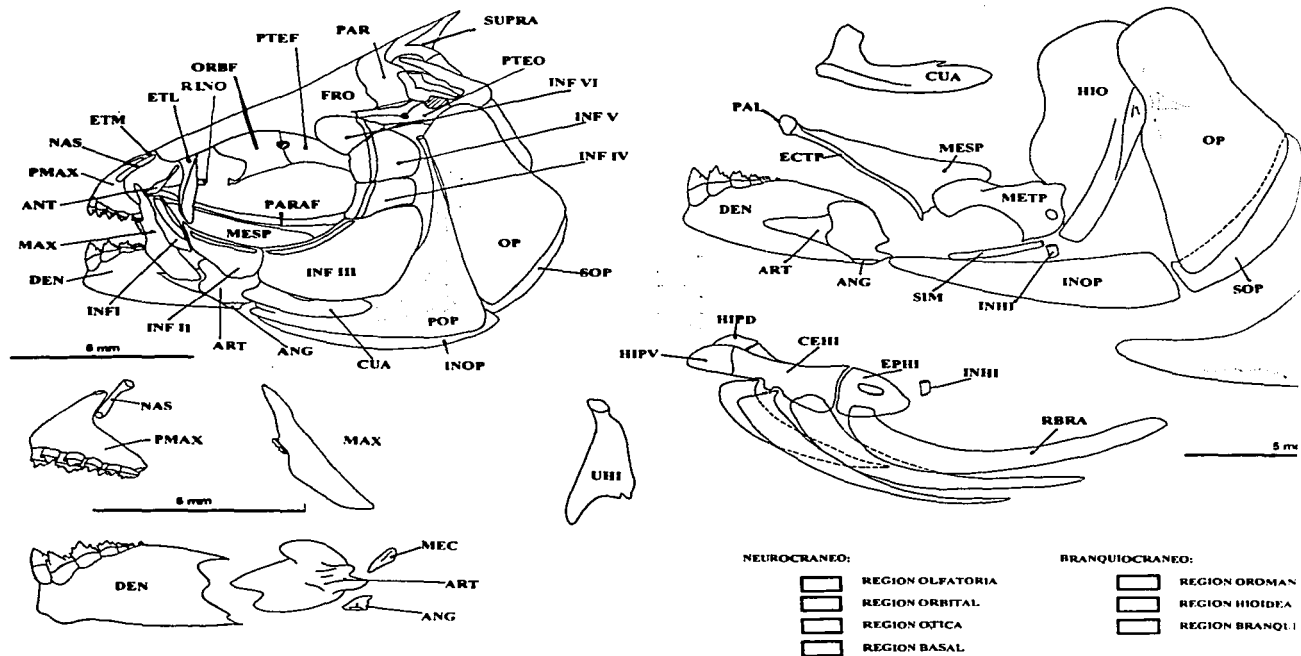 SUPRA
PAR
PTEF
PTEO
ORBF
RINO
INF VI
ETL
FRO
INF V
ETM
NAS
INF IV
PMAX
ANT
PARAF
MESP
MAX
OP
INF III
SOP
DEN
INFI
INF II
POP
ART
ANG
CUA
INOP
5 mm
NAS
PMAX
MAX
5 mm
UHI
DEN
MEC
ART
ANG
CUA
HIO
PAL
OP
ECTP
MESP
METP
DEN
ART
ANG
SIM
INHI
INOP
SOP
HIPD
HIPV
CEHI
EPHI
INHI
RBRA
5 m
NEUROCRANEO:
REGION OLFATORIA
REGION ORBITAL
REGION OTICA
REGION BASAL
BRANQUIOCRANEO:
REGION OROMAN
REGION HIOIDEA
REGION BRANQUI